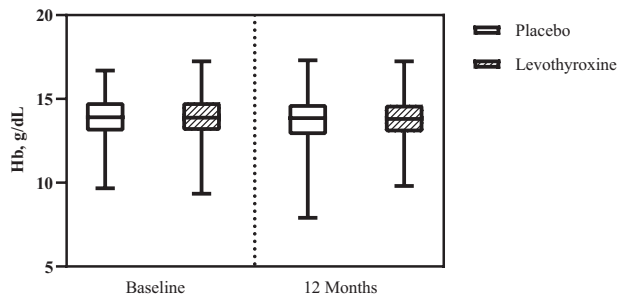 20
15
10
5
Hb, g/dL
Baseline
12 Months
Placebo
Levothyroxine